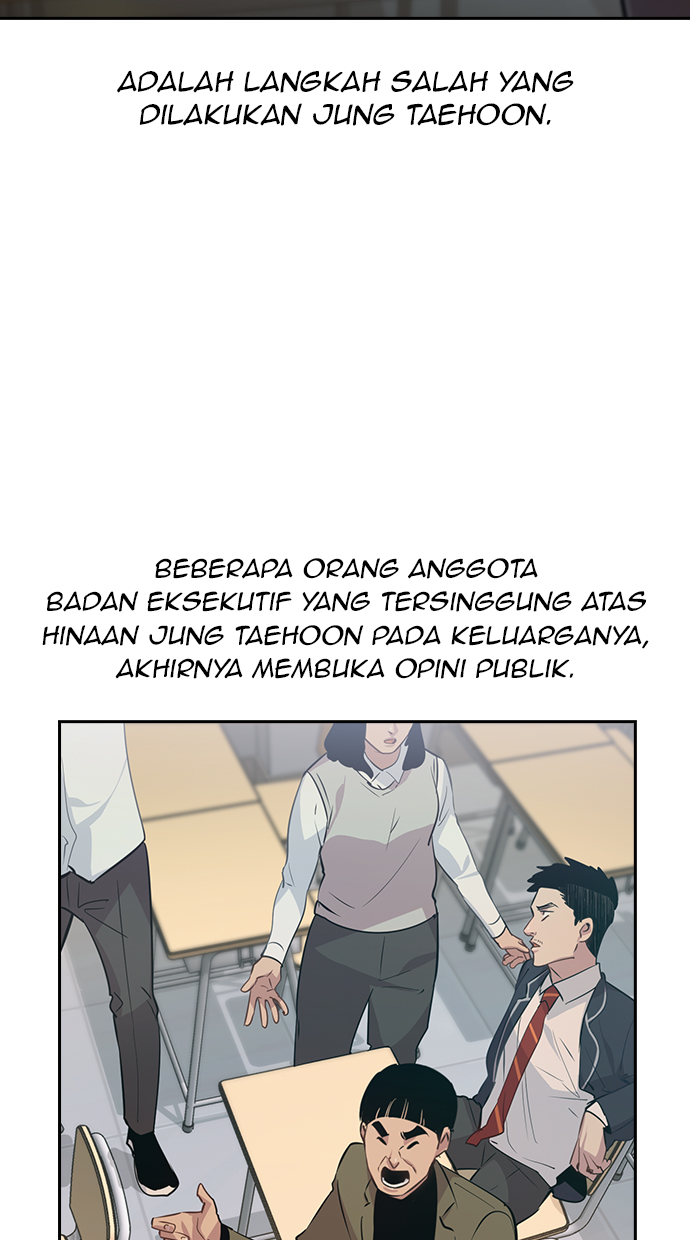 ADALAH LANGKAH SALAH YANG
DILAKUKAN JUNG TAEHOON.
BEBERAPA ORANG ANGGOTA
BADAN EKSEKUTIF YANG TERSINGGUNG ATAS
HINAAN JUNG TAEHOON PADA KELUARGANYA,
AKHIRNYA MEMBUKA OPINI PUBLIK.